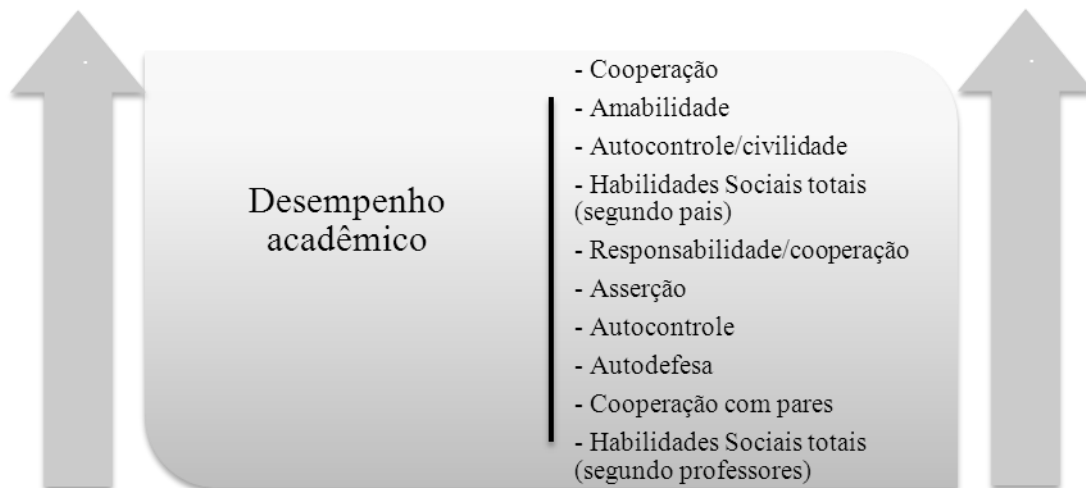 Desempenho
acadêmico
- Cooperação
- Amabilidade
- Autocontrole/civilidade
- Habilidades Sociais totais
(segundo pais)
- Responsabilidade/cooperação
- Asserção
- Autocontrole
- Autodefesa
- Cooperação com pares
- Habilidades Sociais totais
(segundo professores)